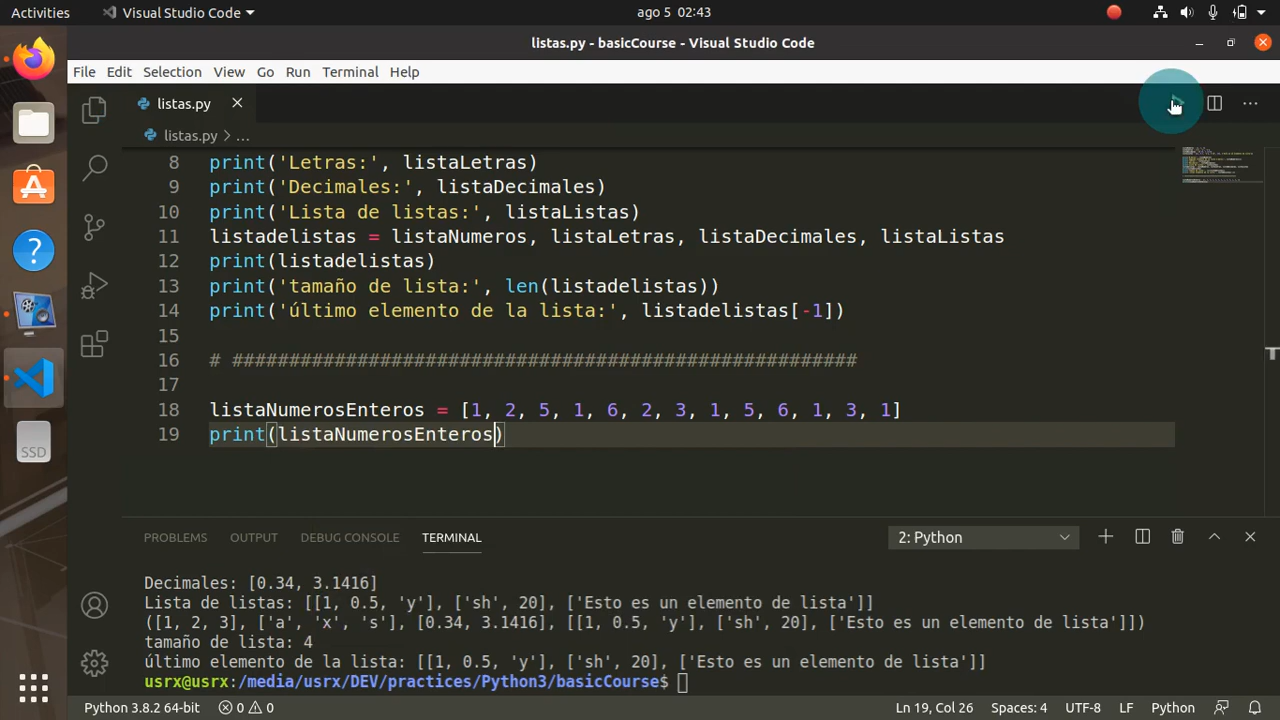 Activities Visual Studio Code ago 5 02:43
listas.py - basicCourse - Visual Studio Code
File Edit Selection View Go Run Terminal Help
listas.py
listas.py > ...
8 print('Letras:', listaLetras)
9 print('Decimales:', listaDecimales)
10 print('Lista de listas:', listaListas)
11 listadelistas = listaNumeros, listaLetras, listaDecimales, listaListas
12 print(listadelistas)
13 print('tamaño de lista:', len(listadelistas))
14 print('último elemento de la lista:', listadelistas[-1])
15
16 # #######################################################
17
18 listaNumerosEnteros = [1, 2, 5, 1, 6, 2, 3, 1, 5, 6, 1, 3, 1]
19 print(listaNumerosEnteros)
PROBLEMS OUTPUT DEBUG CONSOLE TERMINAL 2: Python
Decimales: [0.34, 3.1416]
Lista de listas: [[1, 0.5, 'y'], ['sh', 20], ['Esto es un elemento de lista']]
([1, 2, 3], ['a', 'x', 's'], [0.34, 3.1416], [[1, 0.5, 'y'], ['sh', 20], ['Esto es un elemento de lista']])
tamaño de lista: 4
último elemento de la lista: [[1, 0.5, 'y'], ['sh', 20], ['Esto es un elemento de lista']]
usrx@usrx:/media/usrx/DEV/practices/Python3/basicCourse$
SSD
Python 3.8.2 64-bit 0 0 Ln 19, Col 26 Spaces: 4 UTF-8 LF Python